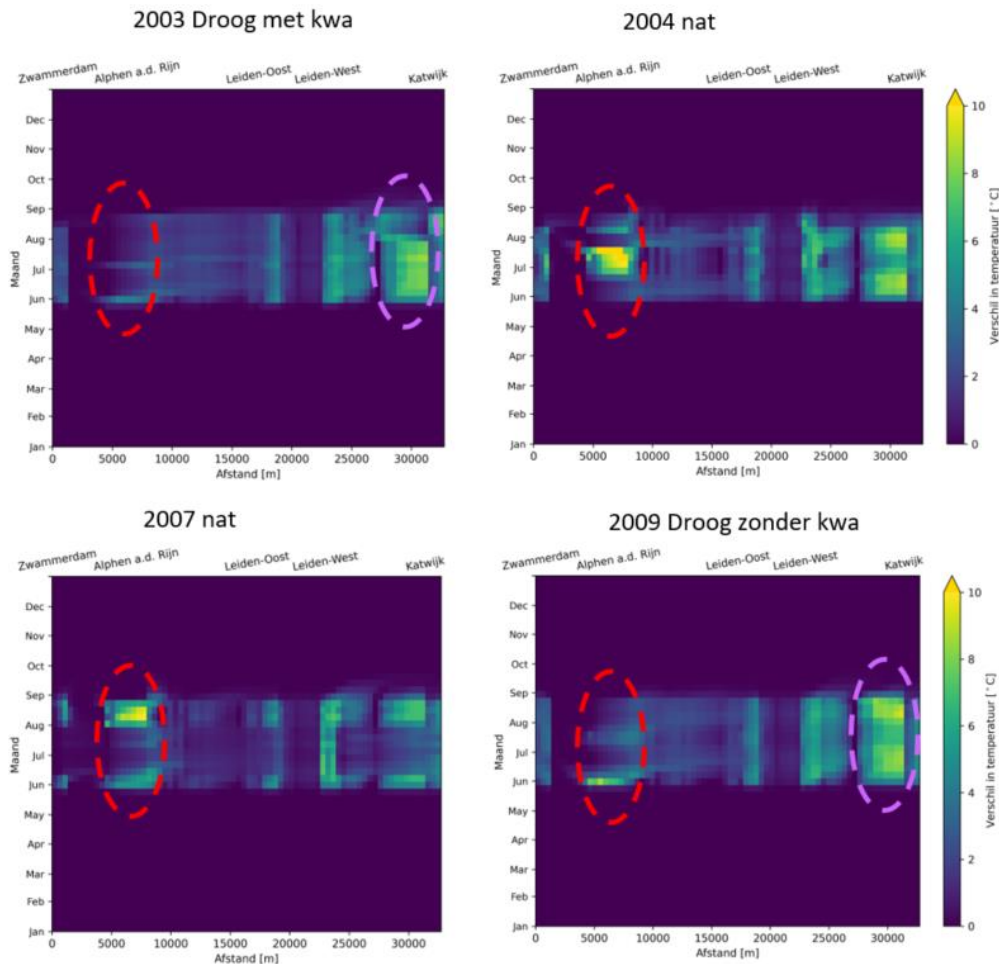 2003 Droog met kwa
2004 nat
Zwammerdam Alphen a.d. Rijn Leiden-Oost Leiden-West Katwijk
Zwammerdam Alphen a.d. Rijn Leiden-Oost Leiden-West Katwijk
Dec
Nov
Oct
Sep
Aug
Jul
Jun
May
Apr
Mar
Feb
Jan
Maand
0 5000 10000 15000 20000 25000 30000
Afstand [m]
Dec
Nov
Oct
Sep
Aug
Jul
Jun
May
Apr
Mar
Feb
Jan
Maand
0 5000 10000 15000 20000 25000 30000
Afstand [m]
10
8
6
4
2
0
Verschil in temperatuur [°C]
2007 nat
2009 Droog zonder kwa
Zwammerdam Alphen a.d. Rijn Leiden-Oost Leiden-West Katwijk
Zwammerdam Alphen a.d. Rijn Leiden-Oost Leiden-West Katwijk
Dec
Nov
Oct
Sep
Aug
Jul
Jun
May
Apr
Mar
Feb
Jan
Maand
0 5000 10000 15000 20000 25000 30000
Afstand [m]
Dec
Nov
Oct
Sep
Aug
Jul
Jun
May
Apr
Mar
Feb
Jan
Maand
0 5000 10000 15000 20000 25000 30000
Afstand [m]
10
8
6
4
2
0
Verschil in temperatuur [°C]